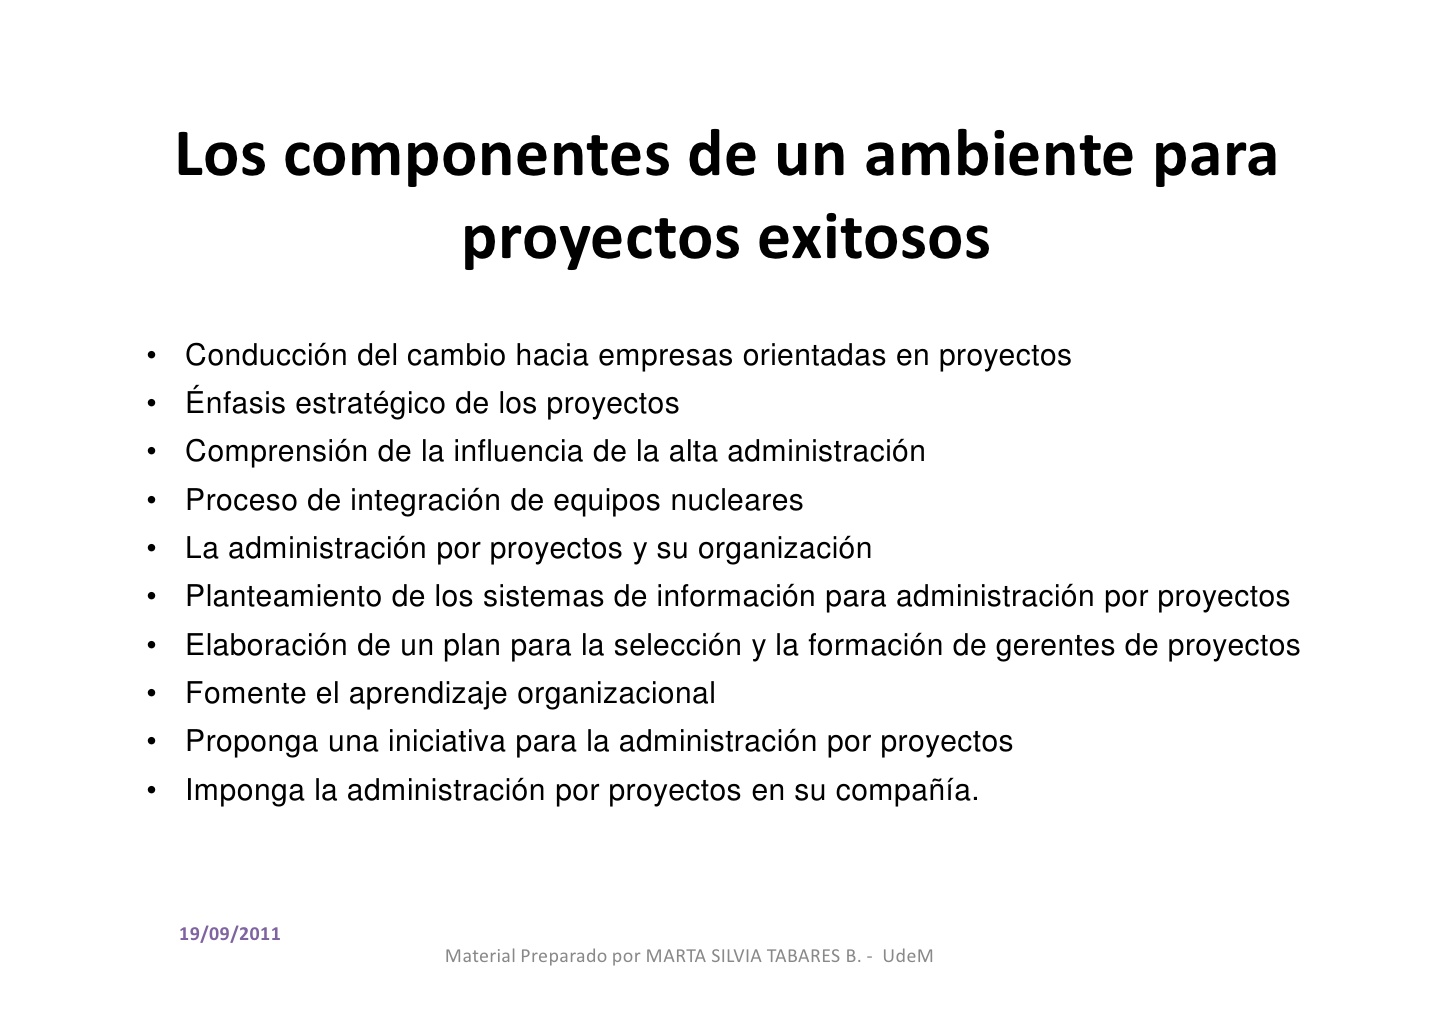 Los componentes de un ambiente para
proyectos exitosos
• Conducción del cambio hacia empresas orientadas en proyectos
• Énfasis estratégico de los proyectos
• Comprensión de la influencia de la alta administración
• Proceso de integración de equipos nucleares
• La administración por proyectos y su organización
• Planteamiento de los sistemas de información para administración por proyectos
• Elaboración de un plan para la selección y la formación de gerentes de proyectos
• Fomente el aprendizaje organizacional
• Proponga una iniciativa para la administración por proyectos
• Imponga la administración por proyectos en su compañía.
19/09/2011
Material Preparado por MARTA SILVIA TABARES B. - UdeM